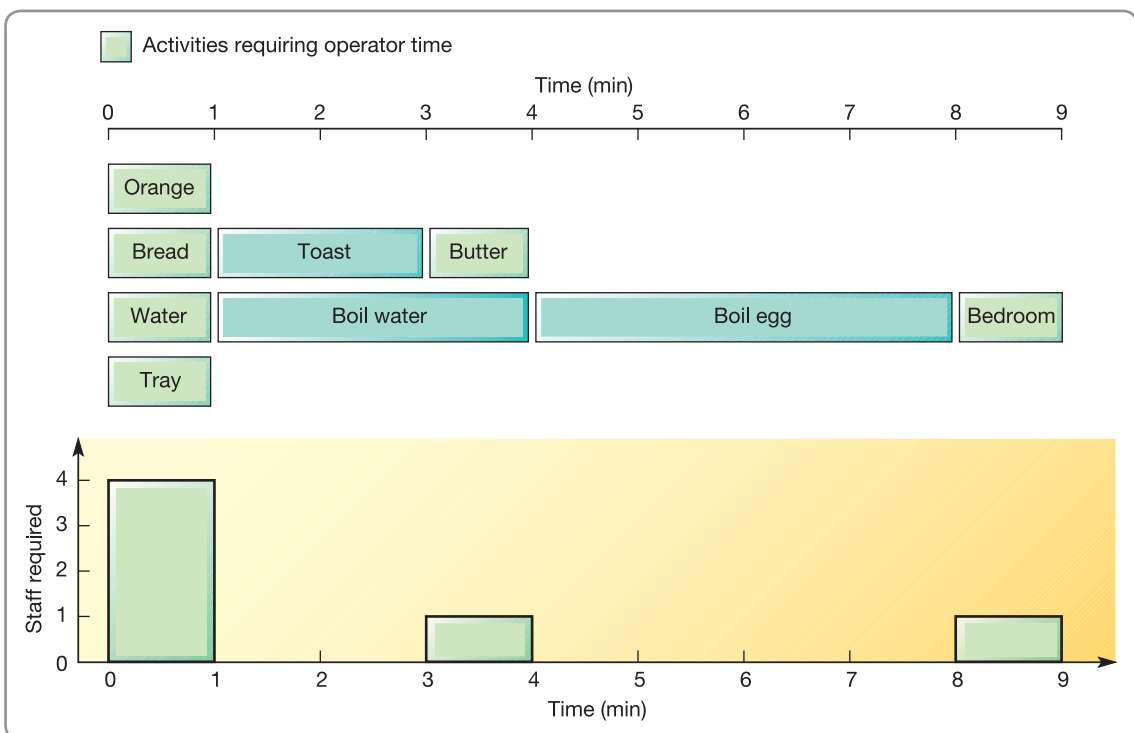 Activities requiring operator time
Time (min)
0 1 2 3 4 5 6 7 8 9
Orange
Bread Toast Butter
Water Boil water Boil egg Bedroom
Tray
Staff required
4
3
2
1
0
0 1 2 3 4 5 6 7 8 9
Time (min)